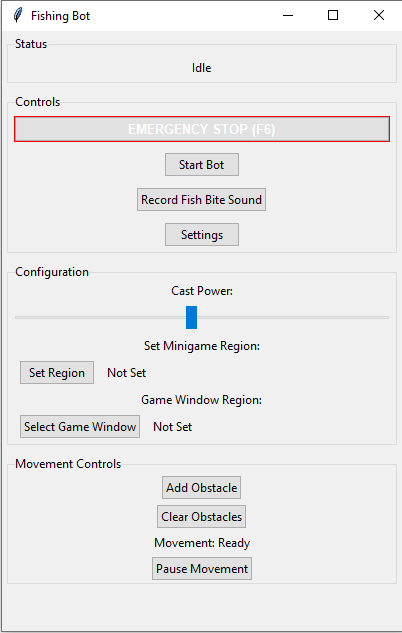 Fishing Bot
Status
Idle
Controls
EMERGENCY STOP (F6)
Start Bot
Record Fish Bite Sound
Settings
Configuration
Cast Power:
Set Minigame Region:
Set Region Not Set
Game Window Region:
Select Game Window Not Set
Movement Controls
Add Obstacle
Clear Obstacles
Movement: Ready
Pause Movement